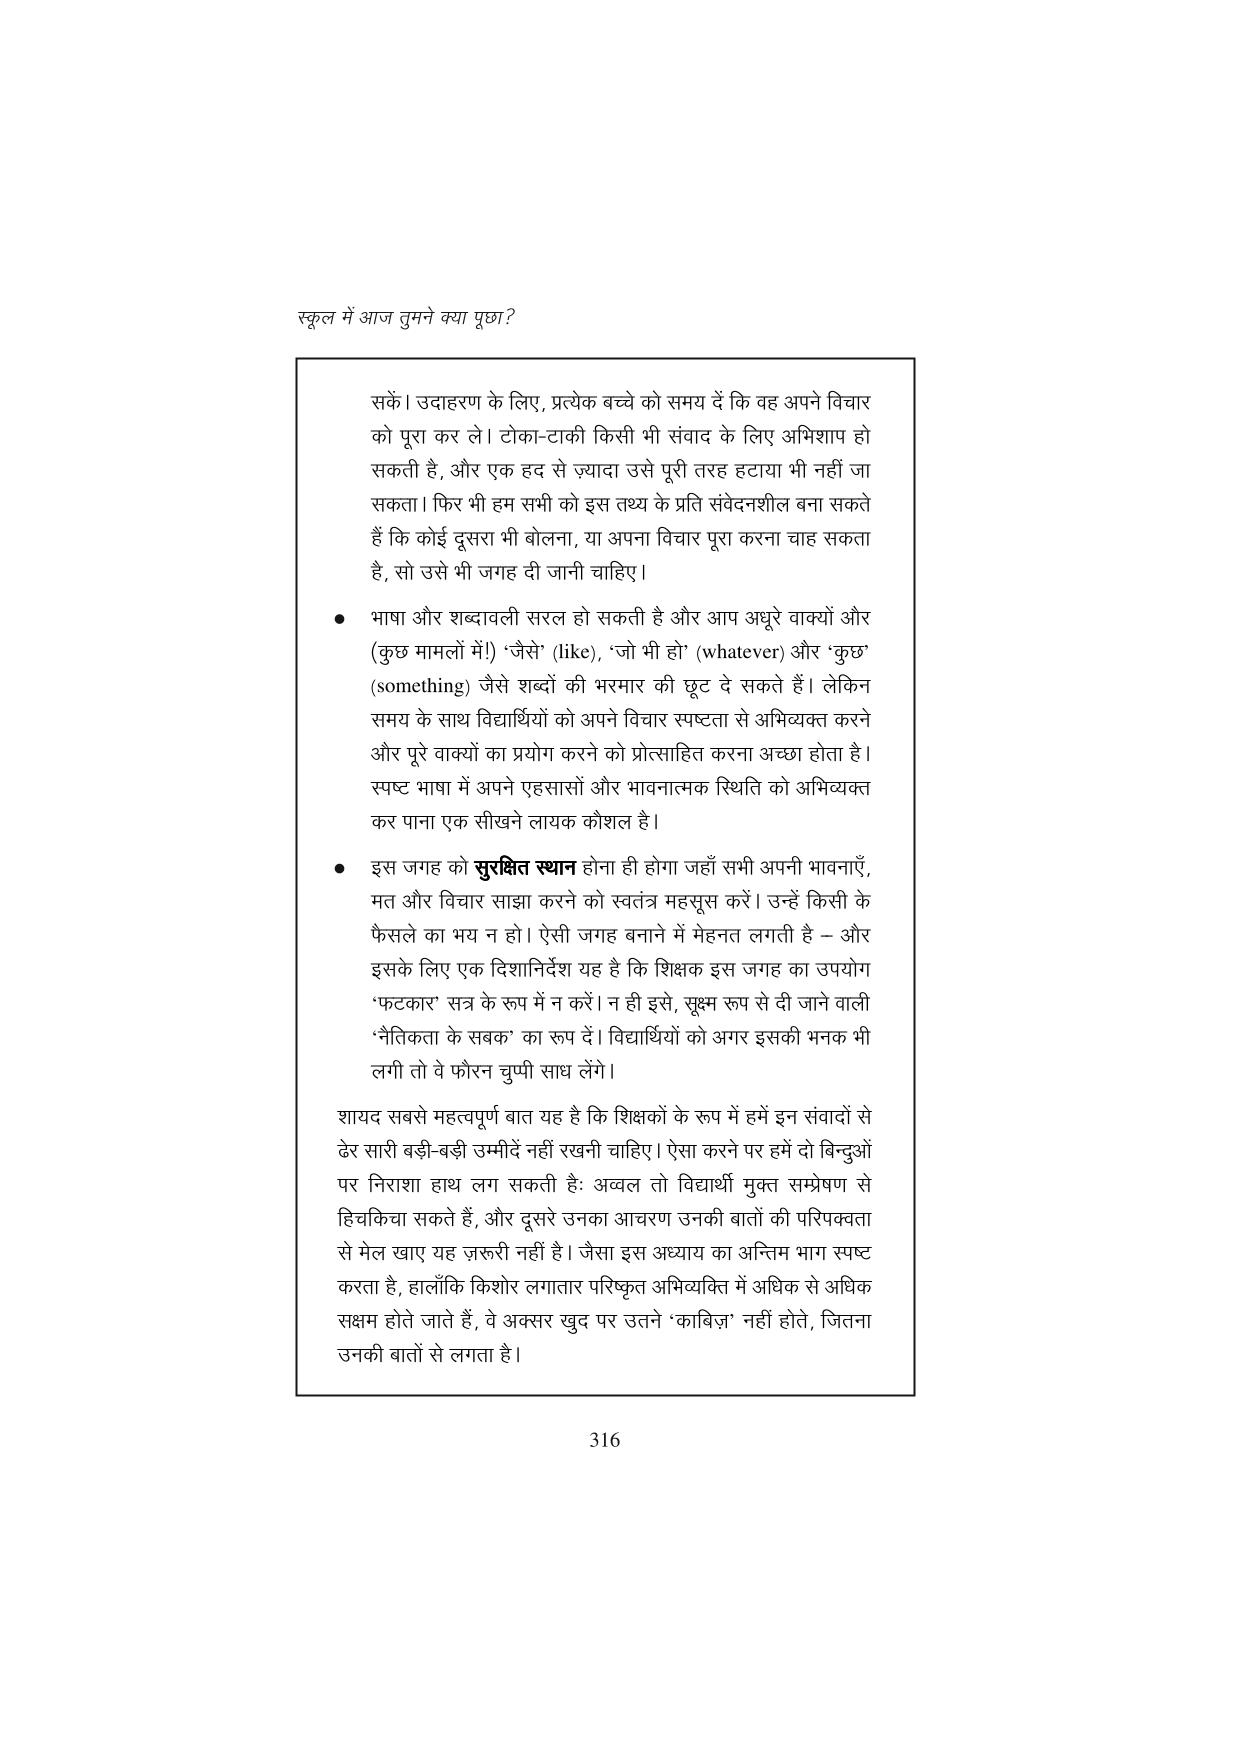 स्कूल में आज तुमने क्या पूछा?
सकें। उदाहरण के लिए, प्रत्येक बच्चे को समय दें कि वह अपने विचार
को पूरा कर ले। टोका-टाकी किसी भी संवाद के लिए अभिशाप हो
सकती है, और एक हद से ज़्यादा उसे पूरी तरह हटाया भी नहीं जा
सकता। फिर भी हम सभी को इस तथ्य के प्रति संवेदनशील बना सकते
हैं कि कोई दूसरा भी बोलना, या अपना विचार पूरा करना चाह सकता
है, सो उसे भी जगह दी जानी चाहिए।
● भाषा और शब्दावली सरल हो सकती है और आप अधूरे वाक्यों और
(कुछ मामलों में!) ‘जैसे’ (like), ‘जो भी हो’ (whatever) और ‘कुछ’
(something) जैसे शब्दों की भरमार की छूट दे सकते हैं। लेकिन
समय के साथ विद्यार्थियों को अपने विचार स्पष्टता से अभिव्यक्त करने
और पूरे वाक्यों का प्रयोग करने को प्रोत्साहित करना अच्छा होता है।
स्पष्ट भाषा में अपने एहसासों और भावनात्मक स्थिति को अभिव्यक्त
कर पाना एक सीखने लायक कौशल है।
● इस जगह को सुरक्षित स्थान होना ही होगा जहाँ सभी अपनी भावनाएँ,
मत और विचार साझा करने को स्वतंत्र महसूस करें। उन्हें किसी के
फैसले का भय न हो। ऐसी जगह बनाने में मेहनत लगती है – और
इसके लिए एक दिशानिर्देश यह है कि शिक्षक इस जगह का उपयोग
‘फटकार’ सत्र के रूप में न करें। न ही इसे, सूक्ष्म रूप से दी जाने वाली
‘नैतिकता के सबक’ का रूप दें। विद्यार्थियों को अगर इसकी भनक भी
लगी तो वे फौरन चुप्पी साध लेंगे।
शायद सबसे महत्वपूर्ण बात यह है कि शिक्षकों के रूप में हमें इन संवादों से
ढेर सारी बड़ी-बड़ी उम्मीदें नहीं रखनी चाहिए। ऐसा करने पर हमें दो बिन्दुओं
पर निराशा हाथ लग सकती है: अव्वल तो विद्यार्थी मुक्त सम्प्रेषण से
हिचकिचा सकते हैं, और दूसरे उनका आचरण उनकी बातों की परिपक्वता
से मेल खाए यह ज़रूरी नहीं है। जैसा इस अध्याय का अन्तिम भाग स्पष्ट
करता है, हालाँकि किशोर लगातार परिष्कृत अभिव्यक्ति में अधिक से अधिक
सक्षम होते जाते हैं, वे अक्सर खुद पर उतने ‘काबिज़’ नहीं होते, जितना
उनकी बातों से लगता है।
316